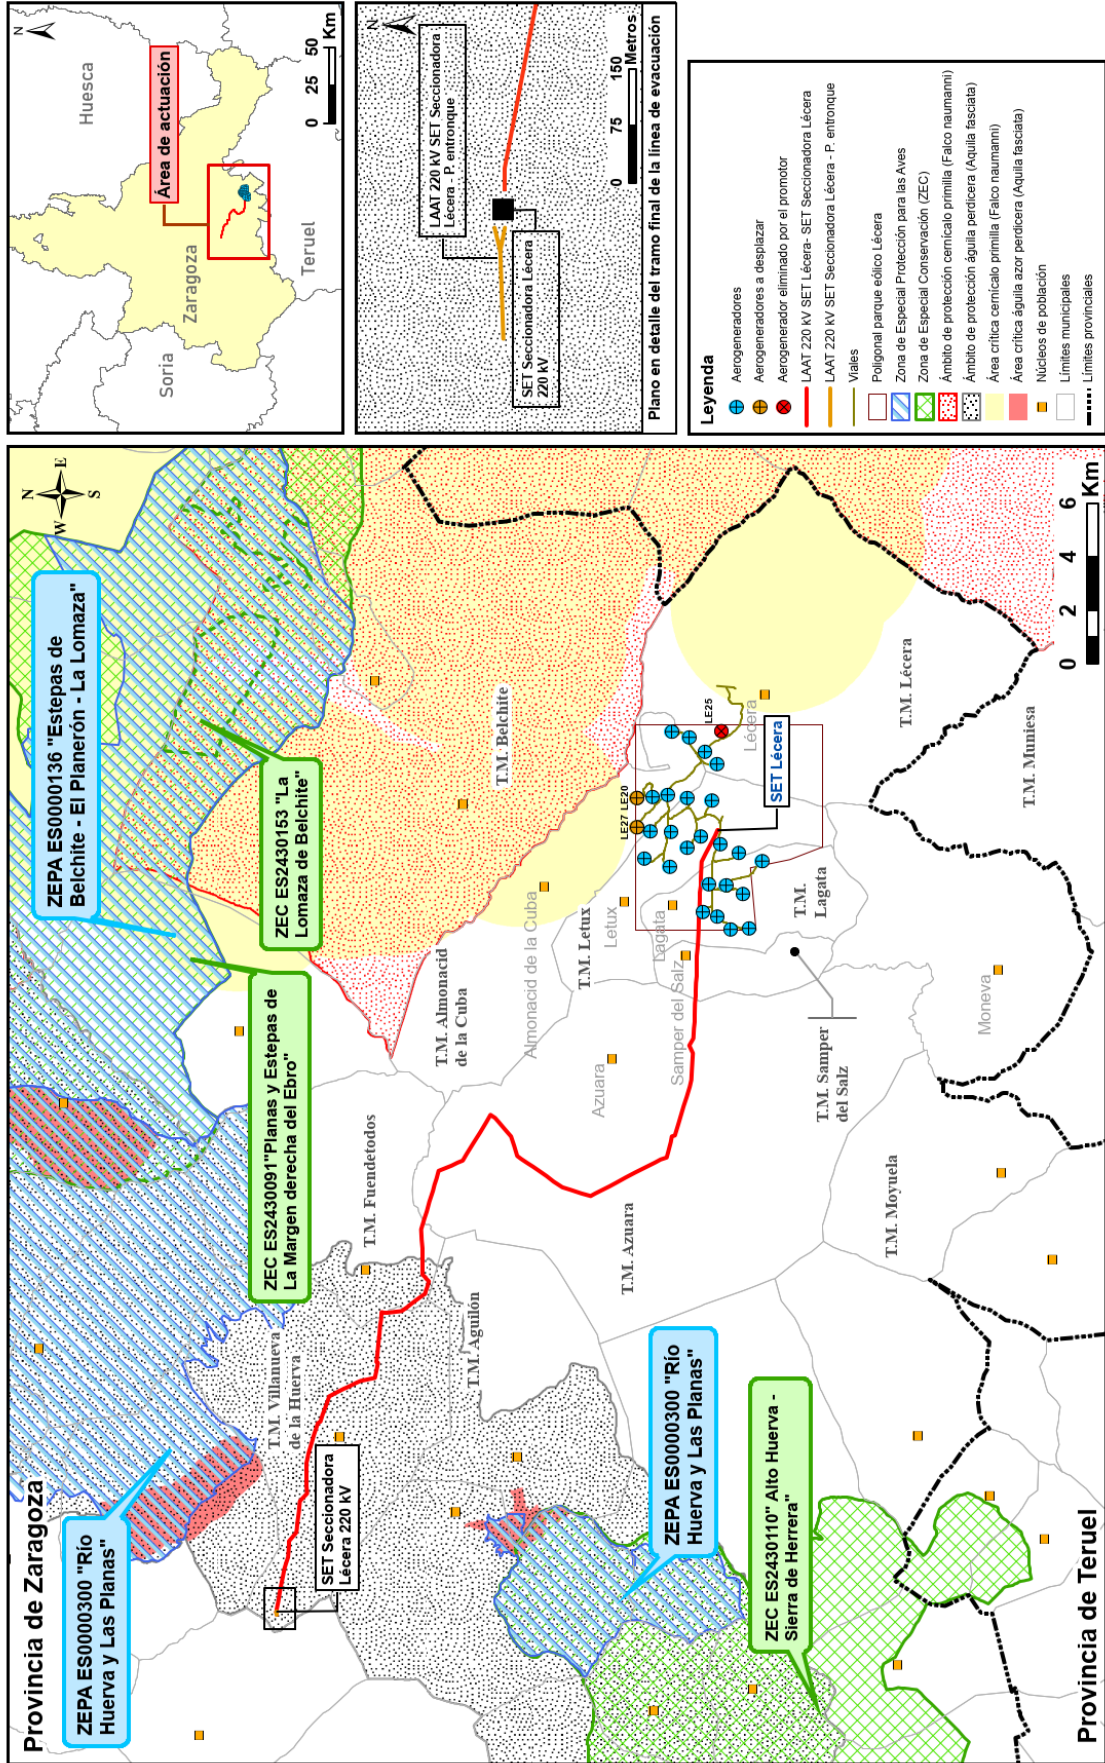 Provincia de Zaragoza
ZEPA ES0000300 "Río
Huerva y Las Planas"
ZEC ES2430091"Planas y Estepas de
La Margen derecha del Ebro"
ZEPA ES0000136 "Estepas de
Belchite - El Planerón - La Lomaza"
ZEC ES2430153 "La
Lomaza de Belchite"
N
W
E
S
T.M. Villanueva
de la Huerva
SET Seccionadora
Lécera 220 kV
T.M. Fuendetodos
T.M. Aguilón
T.M. Almonacid
de la Cuba
Almonacid de la Cuba
T.M. Belchite
T.M. Letux
Letux
Lagata
Azuara
Samper del Salz
T.M. Azuara
LE27
LE20
LE25
Lécera
SET Lécera
T.M.
Lagata
T.M. Lécera
T.M. Samper
del Salz
T.M. Moyuela
Moneva
T.M. Muniesa
ZEPA ES0000300 "Río
Huerva y Las Planas"
ZEC ES2430110" Alto Huerva -
Sierra de Herrera"
Provincia de Teruel
0 2 4 6
Km
N
Huesca
Área de actuación
Zaragoza
Soria
Teruel
0 25 50
Km
N
LAAT 220 kV SET Seccionadora
Lécera - P. entronque
SET Seccionadora Lécera
220 kV
0 75 150
Metros
Plano en detalle del tramo final de la línea de evacuación
Leyenda
Aerogeneradores
Aerogeneradores a desplazar
Aerogenerador eliminado por el promotor
LAAT 220 kV SET Lécera- SET Seccionadora Lécera
LAAT 220 kV SET Seccionadora Lécera - P. entronque
Viales
Poligonal parque eólico Lécera
Zona de Especial Protección para las Aves
Zona de Especial Conservación (ZEC)
Ámbito de protección cernícalo primilla (Falco naumanni)
Ámbito de protección águila perdicera (Aquila fasciata)
Área crítica cernícalo primilla (Falco naumanni)
Área crítica águila azor perdicera (Aquila fasciata)
Núcleos de población
Límites municipales
Límites provinciales